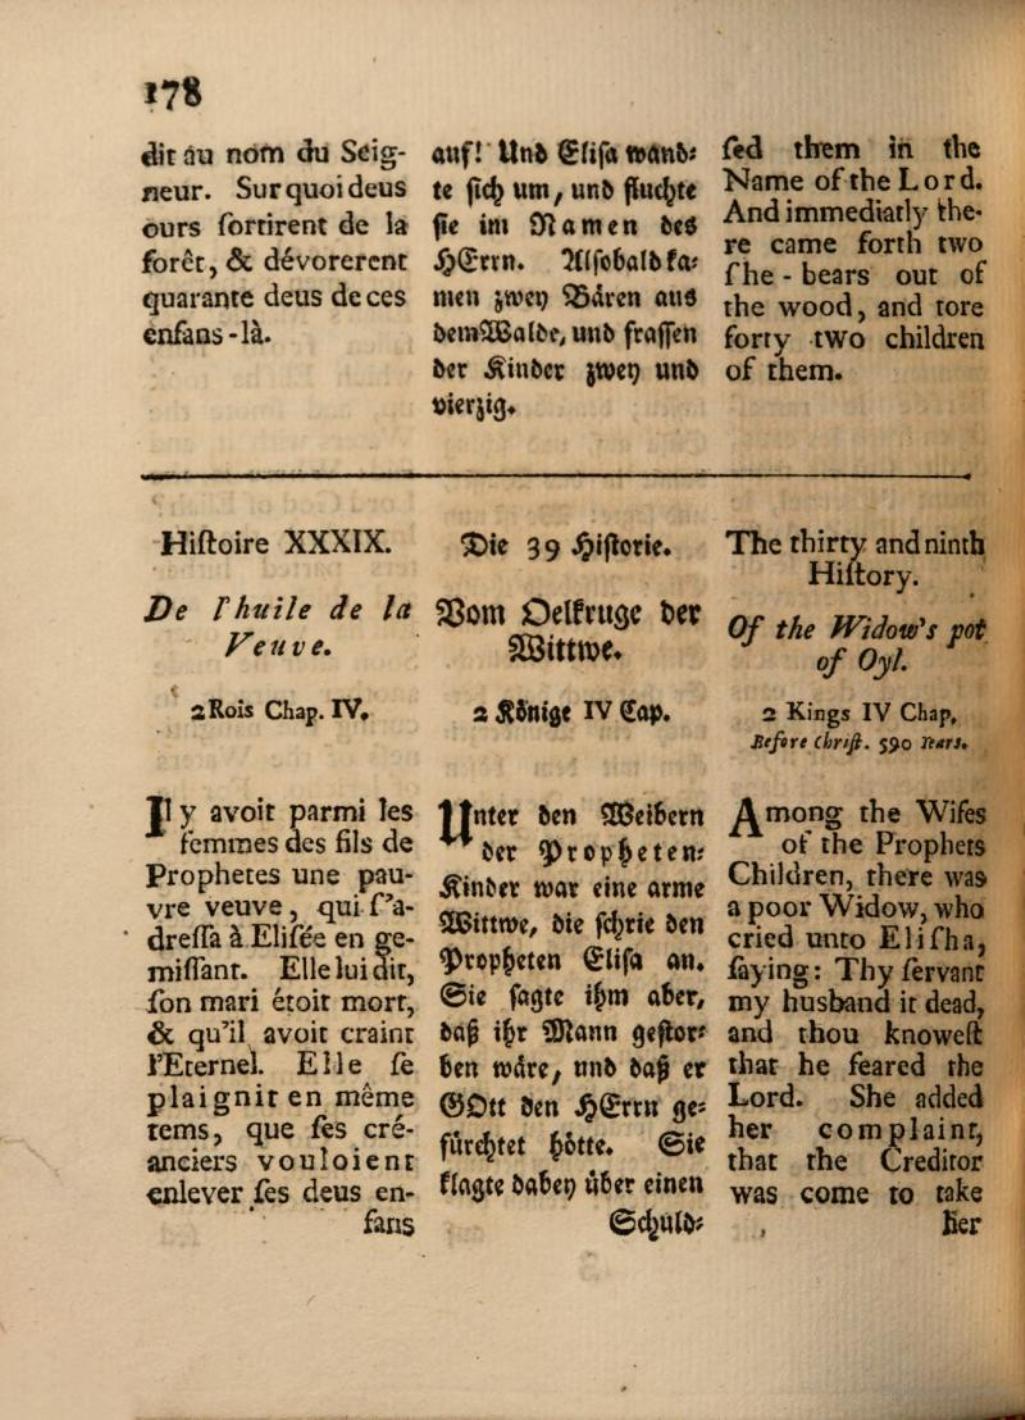 178
dit au nom du Seig-
neur. Sur quoi deus
ours ſortirent de la
forêt, & dévorerent
quarante deus de ces
enfans-là.
auf! Und Eliſa wand-
te ſich um, und fluchte
ſie im Namen des
HErrn. Alſobald ka-
men zwey Bären aus
dem Walde, und fraſſen
der Kinder zwey und
vierzig.
ſed them in the
Name of the Lord.
And immediatly the-
re came forth two
ſhe-bears out of
the wood, and tore
forty two children
of them.
Hiſtoire XXXIX.
De l'huile de la
Veuve.
2 Rois Chap. IV.
Il y avoit parmi les
femmes des fils de
Prophetes une pau-
vre veuve, qui ſ'a-
dreſſa à Eliſée en ge-
miſſant. Elle lui dit,
ſon mari étoit mort,
& qu'il avoit craint
l'Eternel. Elle ſe
plaignit en même
tems, que ſes cré-
anciers vouloient
enlever ſes deus en-
fans
Die 39 Hiſtorie.
Vom Oelkruge der
Wittwe.
2 Könige IV Cap.
Unter den Weibern
der Propheten-
Kinder war eine arme
Wittwe, die ſchrie den
Propheten Eliſa an.
Sie ſagte ihm aber,
daß ihr Mann geſtor-
ben wäre, und daß er
GOtt den HErrn ge-
fürchtet hötte. Sie
klagte dabey über einen
Schuld-
The thirty and ninth
Hiſtory.
Of the Widow's pot
of Oyl.
2 Kings IV Chap,
Before Chriſt. 590 Years.
Among the Wifes
of the Prophets
Children, there was
a poor Widow, who
cried unto Eliſha,
ſaying: Thy ſervant
my husband it dead,
and thou knoweſt
that he feared the
Lord. She added
her complaint,
that the Creditor
was come to take
her